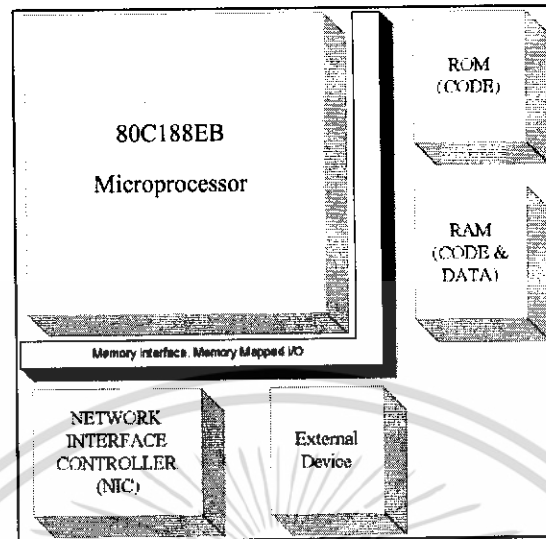 80C188EB
Microprocessor
ROM
(CODE)
RAM
(CODE &
DATA)
Memory Interface, Memory Mapped I/O
NETWORK
INTERFACE
CONTROLLER
(NIC)
External
Device